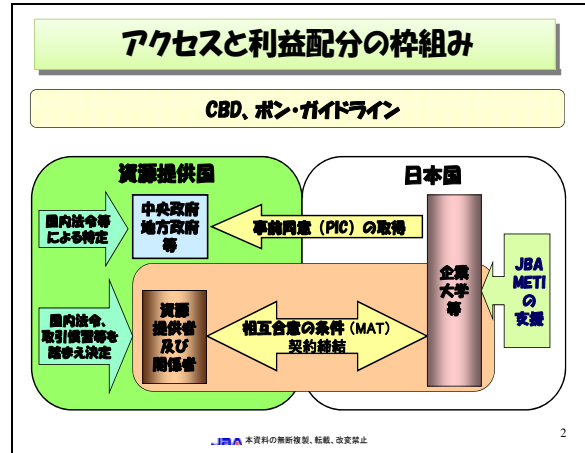 アクセスと利益配分の枠組み
CBD、ボン・ガイドライン
資源提供国
日本国
国内法令等
による特定
中央政府
地方政府
等
事前同意（PIC）の取得
企業
大学
等
JBA
METI
の
支援
国内法令、
取引慣習等を
踏まえ決定
資源
提供者
及び
関係者
相互合意の条件（MAT）
契約締結
JBA 本資料の無断複製、転載、改変禁止
2